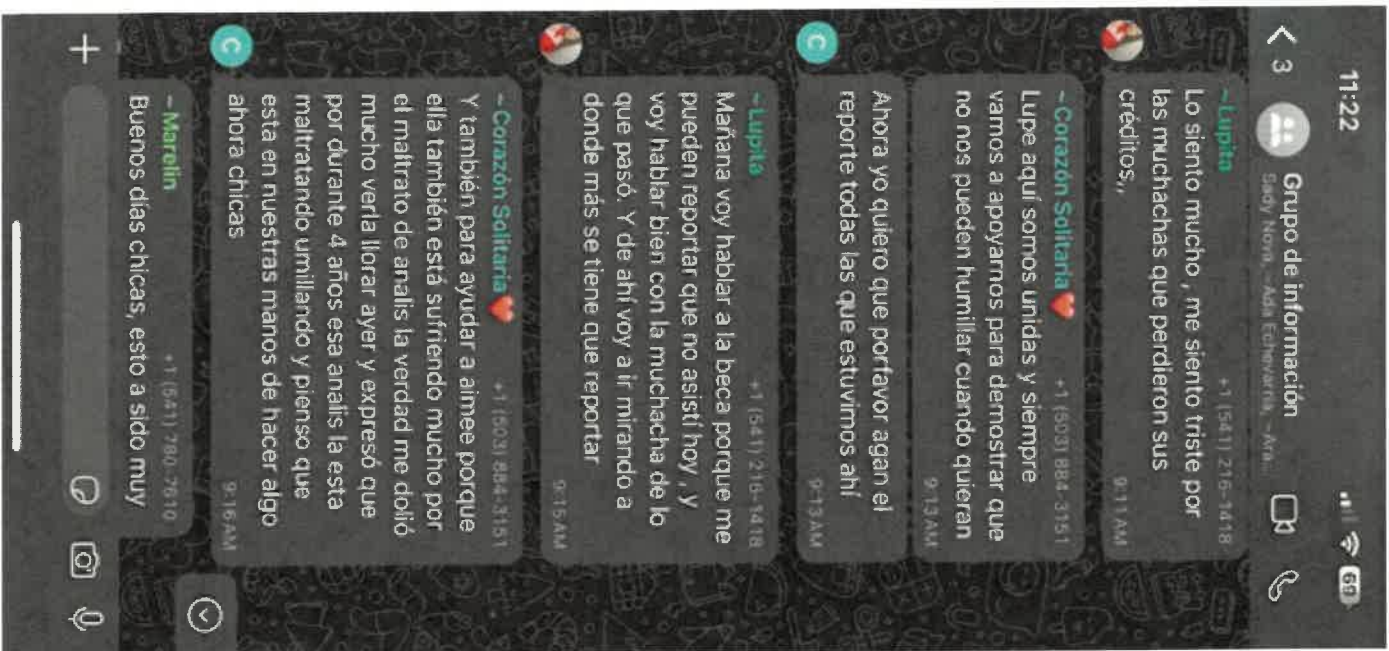 11:22
69
3
Grupo de información
Sady Nova, ~Ada Echevarría, ~Arn...
~Lupita +1 (541) 216-1418
Lo siento mucho , me siento triste por
las muchachas que perdieron sus
créditos,,
9:11 AM
~Corazón Solitaria❤️ +1 (503) 884-3151
Lupe aquí somos unidas y siempre
vamos a apoyarnos para demostrar que
no nos pueden humillar cuando quieran
9:13 AM
Ahora yo quiero que porfavor agan el
reporte todas las que estuvimos ahí
9:13 AM
C
~Lupita +1 (541) 216-1418
Mañana voy hablar a la beca porque me
pueden reportar que no asistí hoy , y
voy hablar bien con la muchacha de lo
que pasó. Y de ahí voy a ir mirando a
donde más se tiene que reportar
9:15 AM
~Corazón Solitaria❤️ +1 (503) 884-3151
Y también para ayudar a aimee porque
ella también está sufriendo mucho por
el maltrato de analis la verdad me dolió
mucho verla llorar ayer y expresó que
por durante 4 años esa analis la esta
maltratando umillando y pienso que
esta en nuestras manos de hacer algo
ahora chicas
9:16 AM
C
~Marelin +1 (541) 780-7610
Buenos días chicas, esto a sido muy